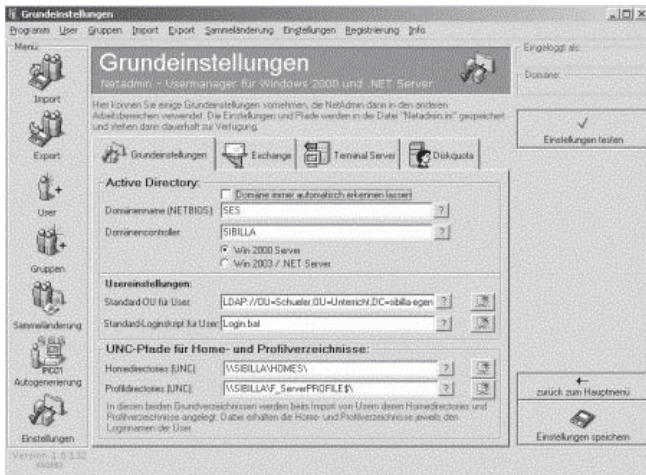 Grundeinstellungen
Programm User Gruppen Import Export Sammeländerung Einstellungen Registrierung Info
Menü
Import
Export
User
Gruppen
Sammeländerung
Autogenerierung
Einstellungen
Version 1.0.132
Grundeinstellungen
Netadmin - Usermanager für Windows 2000 und .NET Server
Hier können Sie einige Grundeinstellungen vornehmen, die NetAdmin dann in den anderen
Arbeitsbereichen verwendet. Die Einstellungen und Pfade werden in der Datei "Netadmin.ini" gespeichert
und stehen dann dauerhaft zur Verfügung.
Grundeinstellungen
Exchange
Terminal Server
Diskquota
Active Directory:
Domäne immer automatisch erkennen lassen
Domänenname (NETBIOS): SES ?
Domänencontroller SIBILLA ?
Win 2000 Server
Win 2003 / .NET Server
Usereinstellungen:
Standard-OU für User: LDAP://OU=Schueler,OU=Unterricht,DC=sibilla-egen ?
Standard-Loginskript für User: Login.bat ?
UNC-Pfade für Home- und Profilverzeichnisse:
Homedirectories (UNC): \\SIBILLA\HOMES\ ?
Profildirectories (UNC): \\SIBILLA\F_ServerPROFILE$\ ?
In diesen beiden Grundverzeichnissen werden beim Import von Usern deren Homedirectories und
Profilverzeichnisse angelegt. Dabei erhalten die Home- und Profilverzeichnisse jeweils den
Loginnamen der User.
Eingeloggt als:
Domäne:
Einstellungen testen
zurück zum Hauptmenü
Einstellungen speichern